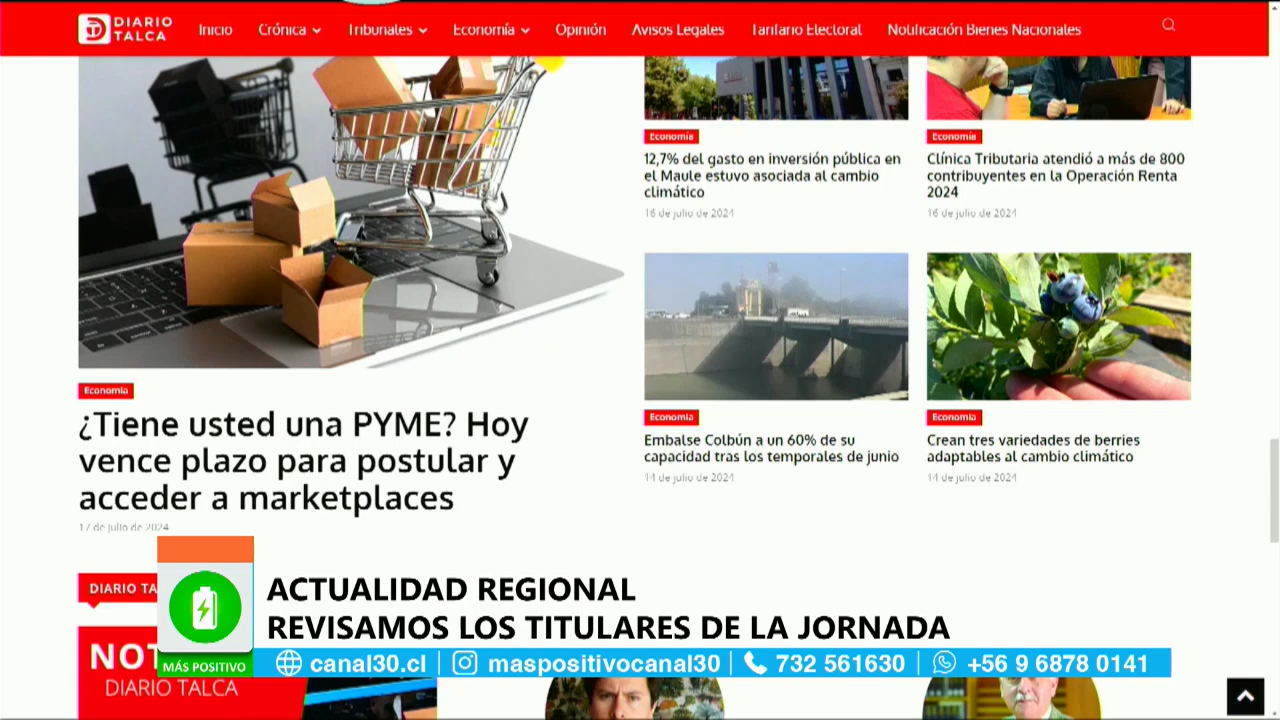 DIARIO
TALCA
Inicio
Crónica
Tribunales
Economía
Opinión
Avisos Legales
Tarifario Electoral
Notificación Bienes Nacionales
Economía
12,7% del gasto en inversión pública en
el Maule estuvo asociada al cambio
climático
16 de julio de 2024
Economía
Clínica Tributaria atendió a más de 800
contribuyentes en la Operación Renta
2024
16 de julio de 2024
Economía
¿Tiene usted una PYME? Hoy
vence plazo para postular y
acceder a marketplaces
17 de julio de 2024
Economía
Embalse Colbún a un 60% de su
capacidad tras los temporales de junio
14 de julio de 2024
Economía
Crean tres variedades de berries
adaptables al cambio climático
14 de julio de 2024
DIARIO TA
NOT
DIARIO TALCA
ACTUALIDAD REGIONAL
REVISAMOS LOS TITULARES DE LA JORNADA
MÁS POSITIVO
canal30.cl
maspositivocanal30
732 561630
+56 9 6878 0141